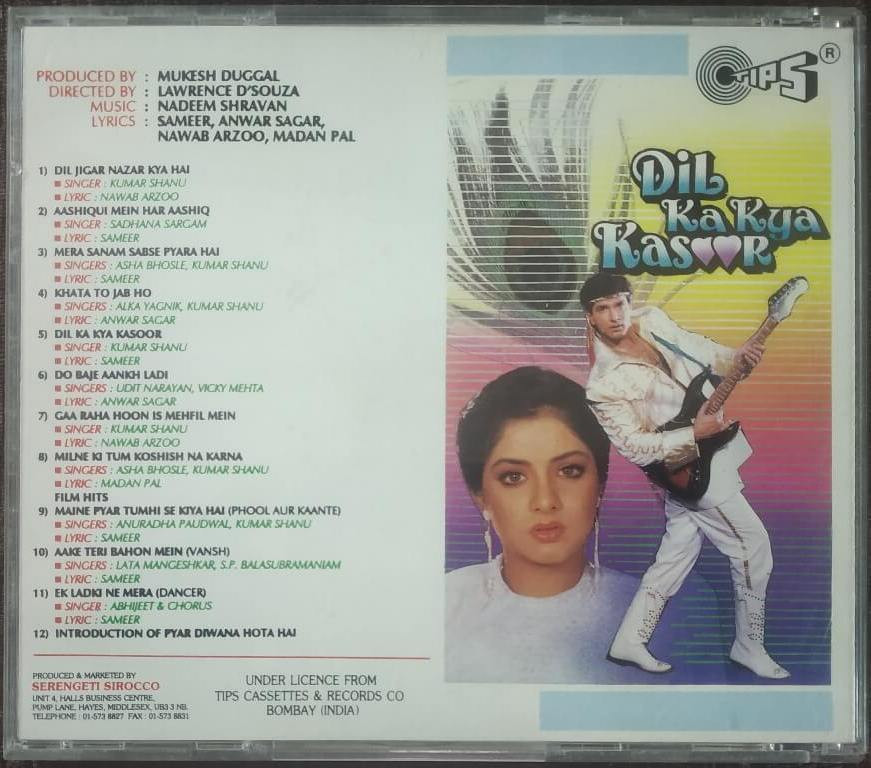 PRODUCED BY : MUKESH DUGGAL
DIRECTED BY : LAWRENCE D'SOUZA
MUSIC : NADEEM SHRAVAN
LYRICS : SAMEER, ANWAR SAGAR,
NAWAB ARZOO, MADAN PAL
1) DIL JIGAR NAZAR KYA HAI
SINGER : KUMAR SHANU
LYRIC : NAWAB ARZOO
2) AASHIQUI MEIN HAR AASHIQ
SINGER : SADHANA SARGAM
LYRIC : SAMEER
3) MERA SANAM SABSE PYARA HAI
SINGERS : ASHA BHOSLE, KUMAR SHANU
LYRIC : SAMEER
4) KHATA TO JAB HO
SINGERS : ALKA YAGNIK, KUMAR SHANU
LYRIC : ANWAR SAGAR
5) DIL KA KYA KASOOR
SINGER : KUMAR SHANU
LYRIC : SAMEER
6) DO BAJE AANKH LADI
SINGERS : UDIT NARAYAN, VICKY MEHTA
LYRIC : ANWAR SAGAR
7) GAA RAHA HOON IS MEHFIL MEIN
SINGER : KUMAR SHANU
LYRIC : NAWAB ARZOO
8) MILNE KI TUM KOSHISH NA KARNA
SINGERS : ASHA BHOSLE, KUMAR SHANU
LYRIC : MADAN PAL
FILM HITS
9) MAINE PYAR TUMHI SE KIYA HAI (PHOOL AUR KAANTE)
SINGERS : ANURADHA PAUDWAL, KUMAR SHANU
LYRIC : SAMEER
10) AAKE TERI BAHON MEIN (VANSH)
SINGERS : LATA MANGESHKAR, S.P. BALASUBRAMANIAM
LYRIC : SAMEER
11) EK LADKI NE MERA (DANCER)
SINGER : ABHIJEET & CHORUS
LYRIC : SAMEER
12) INTRODUCTION OF PYAR DIWANA HOTA HAI
PRODUCED & MARKETED BY
SERENGETI SIROCCO
UNIT 4, HALLS BUSINESS CENTRE,
PUMP LANE, HAYES, MIDDLESEX, UB3 3 NB.
TELEPHONE : 01-573 8827 FAX : 01-573 8831
UNDER LICENCE FROM
TIPS CASSETTES & RECORDS CO
BOMBAY (INDIA)
TIPS ®
DIL
KA KYA
KASOOR